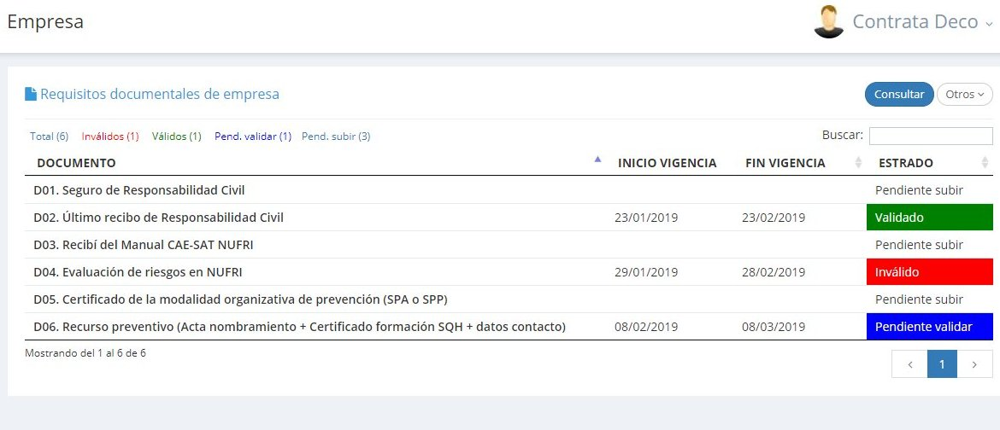 Empresa
Contrata Deco
Requisitos documentales de empresa
Consultar Otros
Total (6) Inválidos (1) Válidos (1) Pend. validar (1) Pend. subir (3)
Buscar:
DOCUMENTO INICIO VIGENCIA FIN VIGENCIA ESTRADO
D01. Seguro de Responsabilidad Civil Pendiente subir
D02. Último recibo de Responsabilidad Civil 23/01/2019 23/02/2019 Validado
D03. Recibí del Manual CAE-SAT NUFRI Pendiente subir
D04. Evaluación de riesgos en NUFRI 29/01/2019 28/02/2019 Inválido
D05. Certificado de la modalidad organizativa de prevención (SPA o SPP) Pendiente subir
D06. Recurso preventivo (Acta nombramiento + Certificado formación SQH + datos contacto) 08/02/2019 08/03/2019 Pendiente validar
Mostrando del 1 al 6 de 6
‹ 1 ›